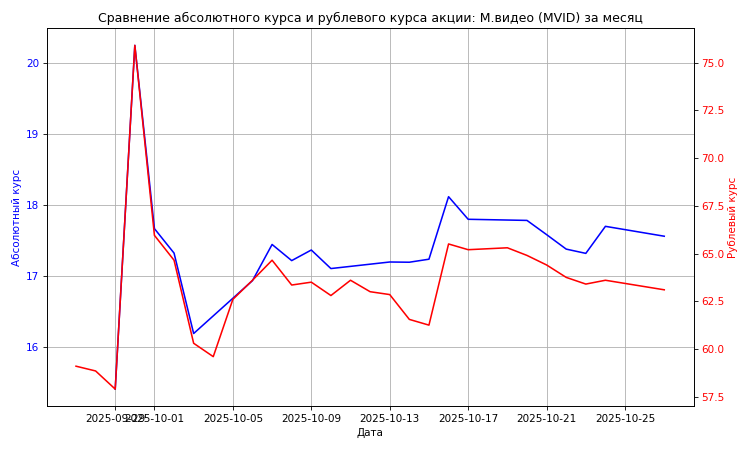 Сравнение абсолютного курса и рублевого курса акции: М.видео (MVID) за месяц
Абсолютный курс
20
19
18
17
16
75.0
72.5
70.0
67.5
65.0
62.5
60.0
57.5
Рублевый курс
2025-09-29 2025-10-01 2025-10-05 2025-10-09 2025-10-13 2025-10-17 2025-10-21 2025-10-25
Дата